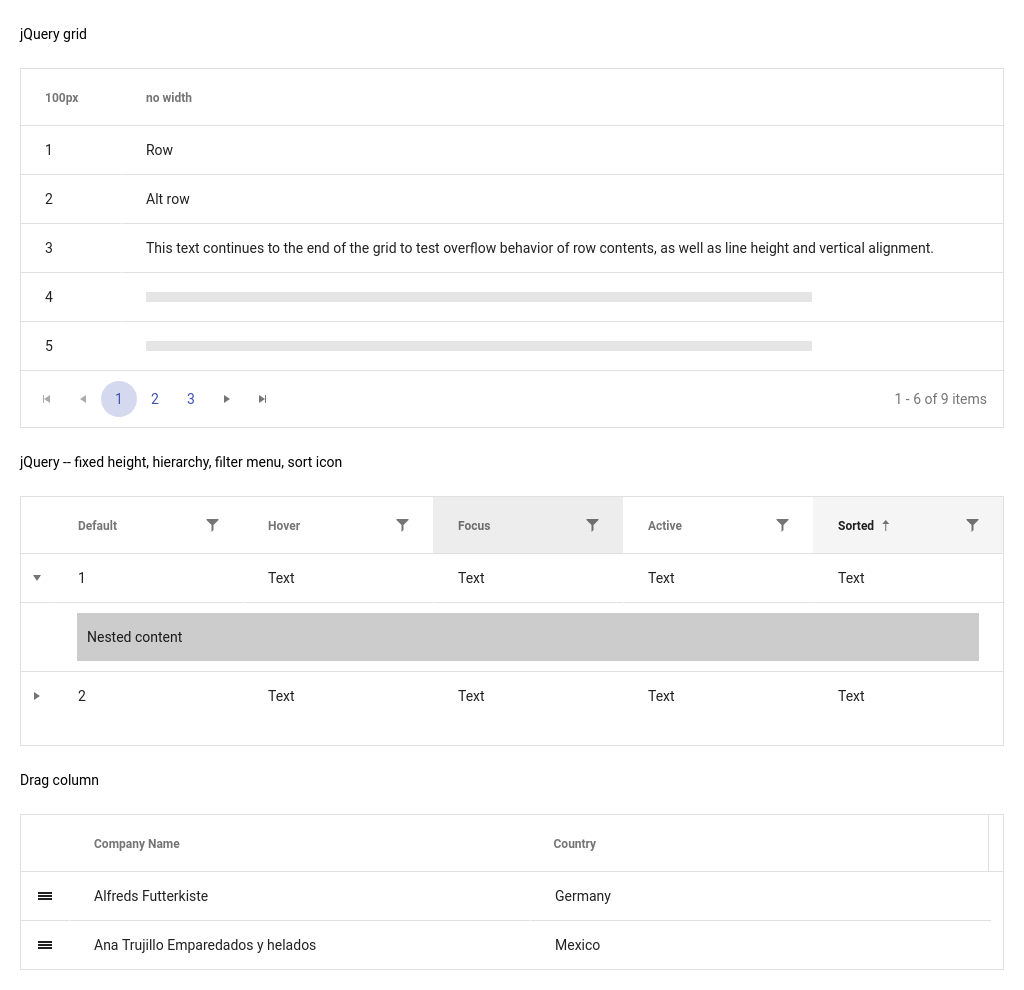 jQuery grid
100px no width
1 Row
2 Alt row
3 This text continues to the end of the grid to test overflow behavior of row contents, as well as line height and vertical alignment.
4
5
1 2 3 1 - 6 of 9 items
jQuery -- fixed height, hierarchy, filter menu, sort icon
Default Hover Focus Active Sorted
1 Text Text Text Text
Nested content
2 Text Text Text Text
Drag column
Company Name Country
Alfreds Futterkiste Germany
Ana Trujillo Emparedados y helados Mexico